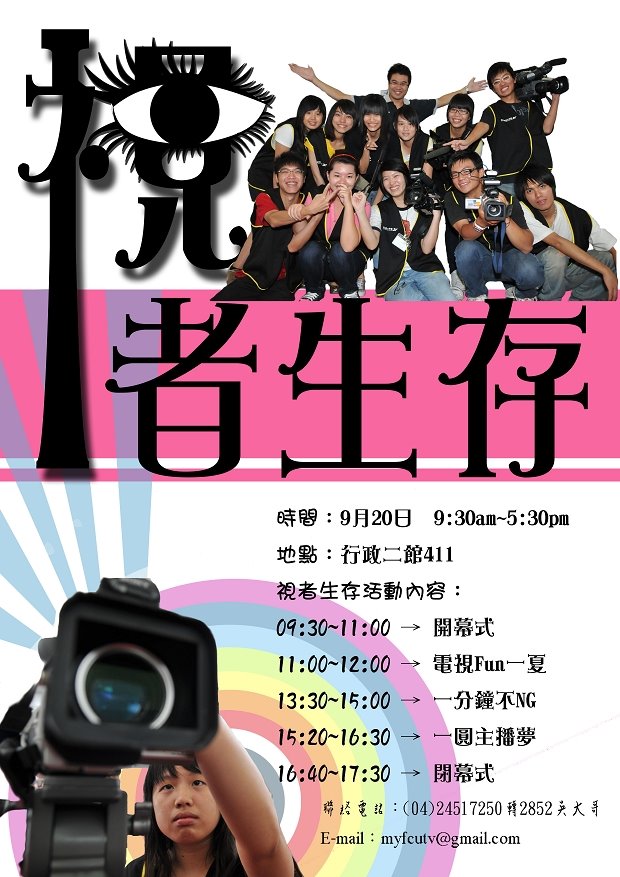 視者生存
時間：9月20日 9:30am~5:30pm
地點：行政二館411
視者生存活動內容：
09:30~11:00 → 開幕式
11:00~12:00 → 電視Fun一夏
13:30~15:00 → 一分鐘不NG
15:20~16:30 → 一圓主播夢
16:40~17:30 → 閉幕式
聯絡電話：(04)24517250轉2852吳大哥
E-mail：myfcutv@gmail.com